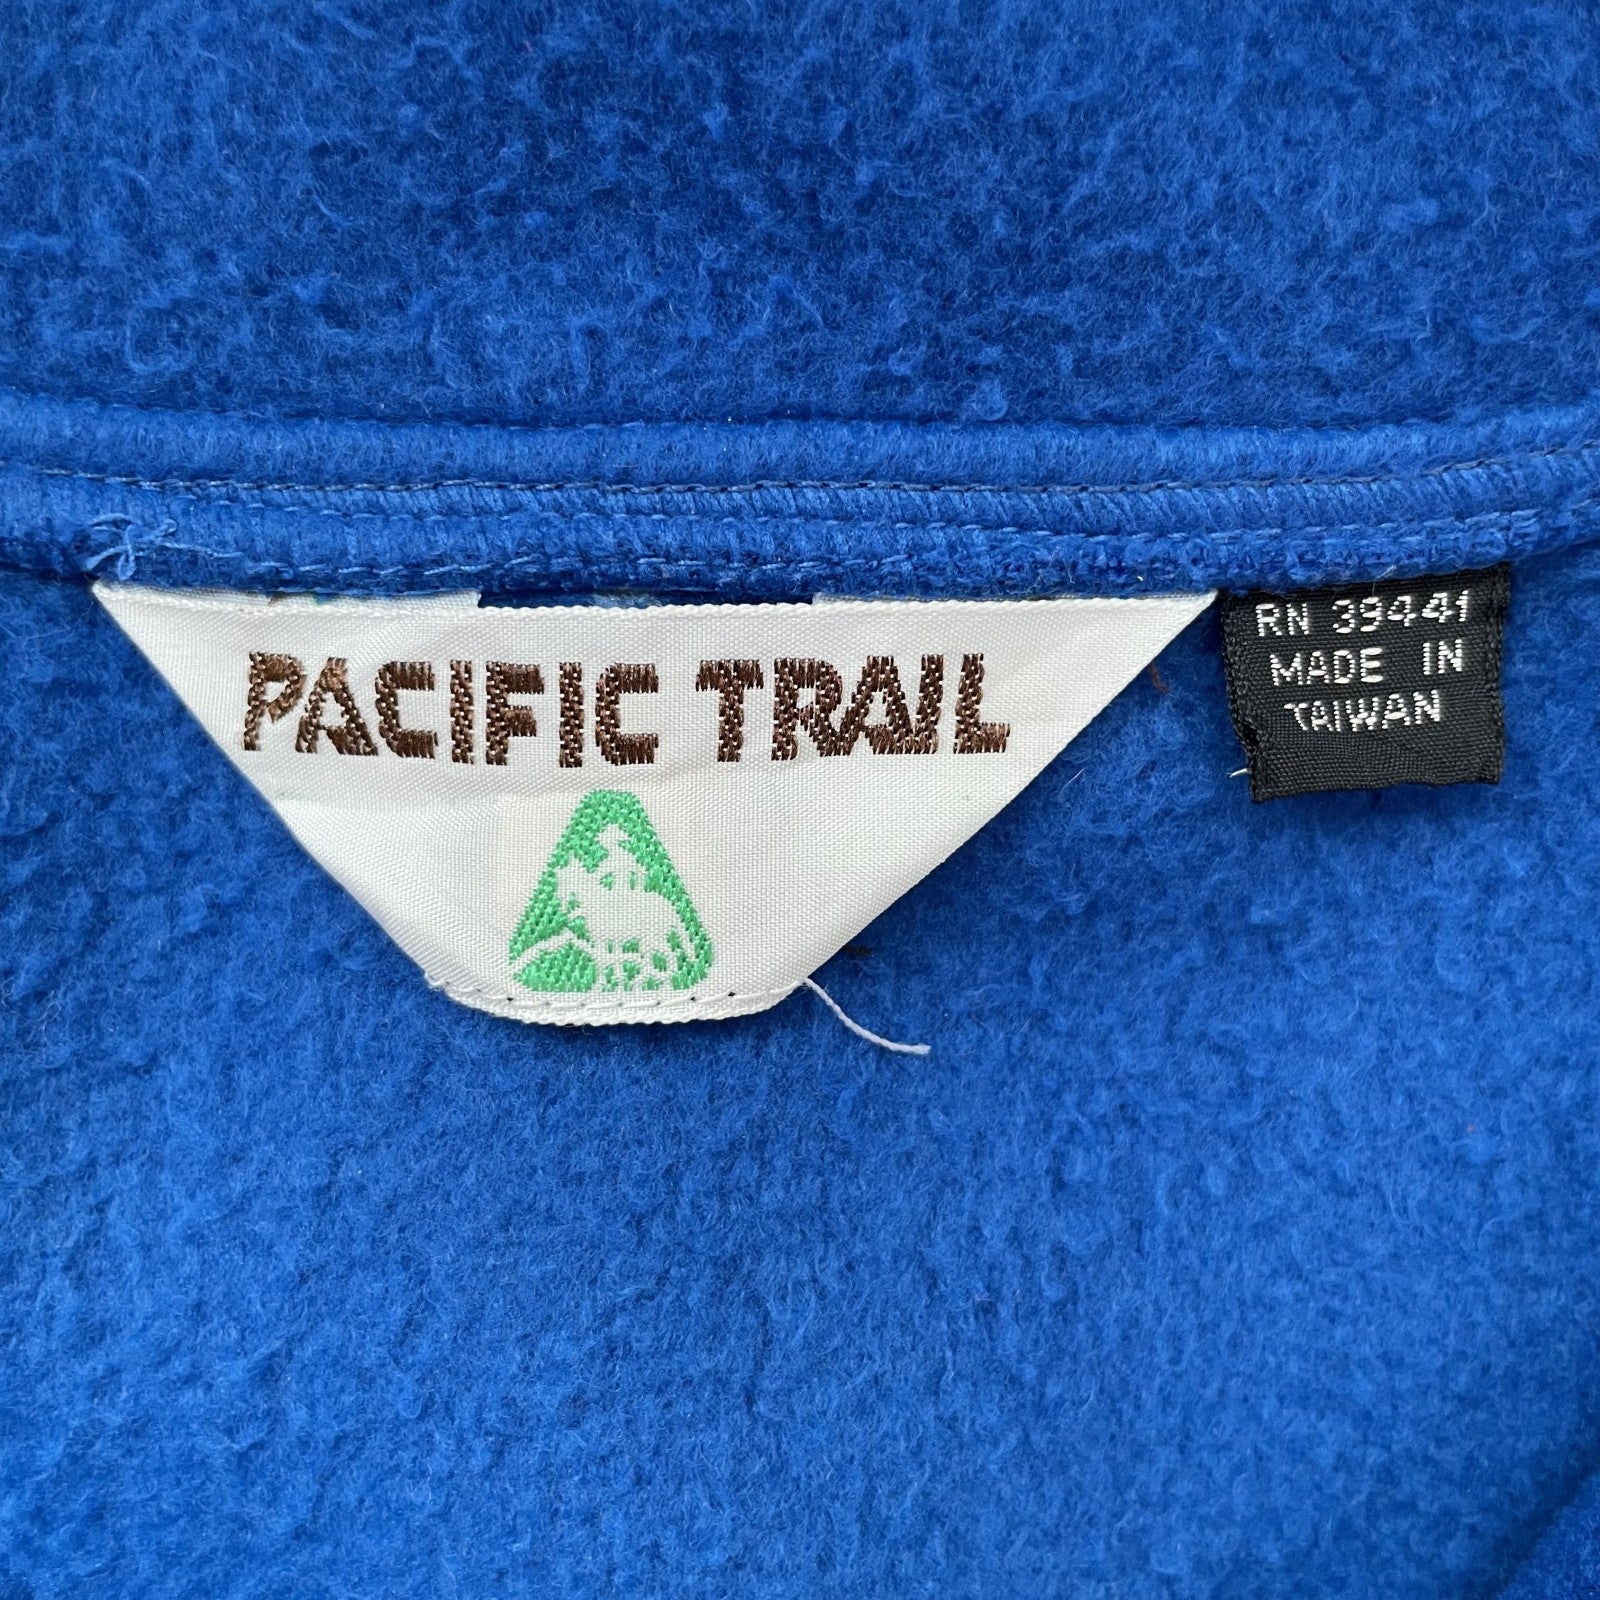 PACIFIC TRAIL
RN 39441
MADE IN
TAIWAN